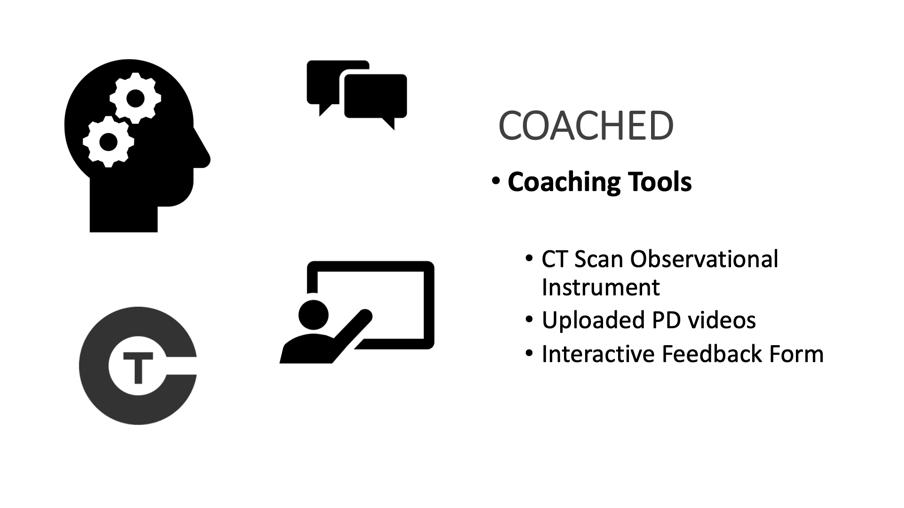 COACHED
• Coaching Tools
• CT Scan Observational
Instrument
• Uploaded PD videos
• Interactive Feedback Form
T